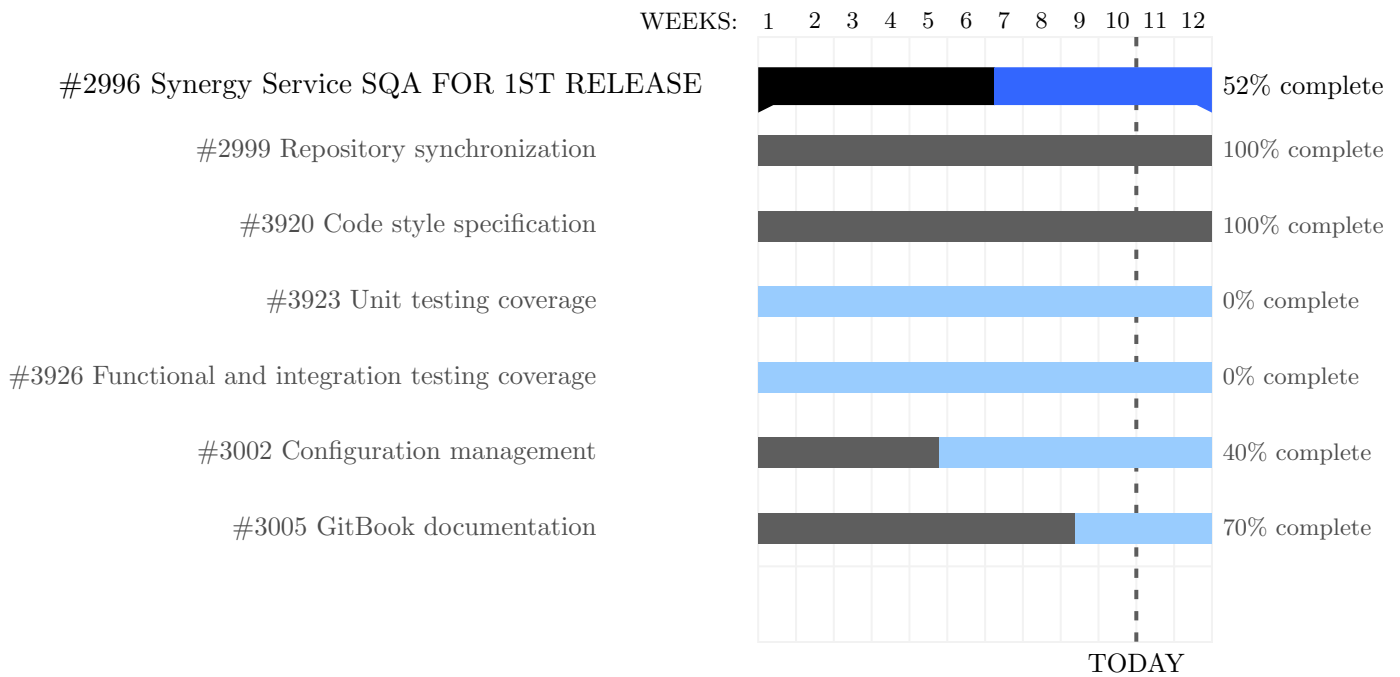 WEEKS: 1 2 3 4 5 6 7 8 9 10 11 12
#2996 Synergy Service SQA FOR 1ST RELEASE 52% complete
#2999 Repository synchronization 100% complete
#3920 Code style specification 100% complete
#3923 Unit testing coverage 0% complete
#3926 Functional and integration testing coverage 0% complete
#3002 Configuration management 40% complete
#3005 GitBook documentation 70% complete
TODAY